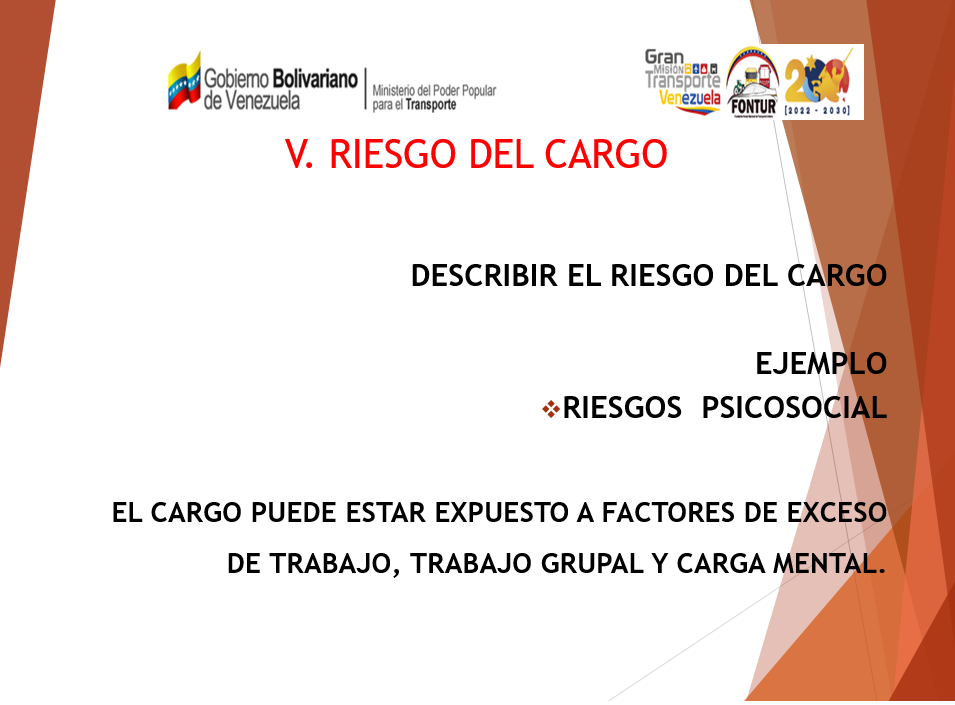 Gobierno Bolivariano
de Venezuela
Ministerio del Poder Popular
para el Transporte
Gran
Misión
Transporte
Venezuela
FONTUR
200
[2022 - 2030]
V. RIESGO DEL CARGO
DESCRIBIR EL RIESGO DEL CARGO
EJEMPLO
❖RIESGOS PSICOSOCIAL
EL CARGO PUEDE ESTAR EXPUESTO A FACTORES DE EXCESO
DE TRABAJO, TRABAJO GRUPAL Y CARGA MENTAL.